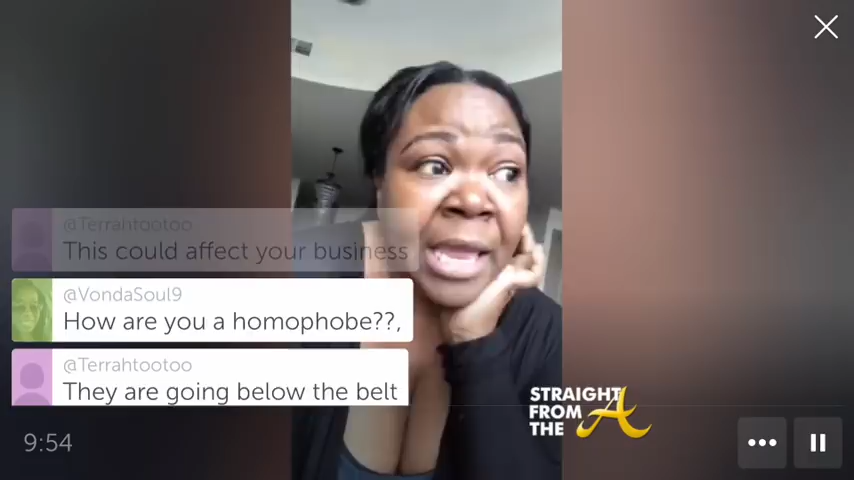 @Terrahtootoo
This could affect your business
@VondaSoul9
How are you a homophobe??,
@Terrahtootoo
They are going below the belt
STRAIGHT
FROM
THE A
9:54